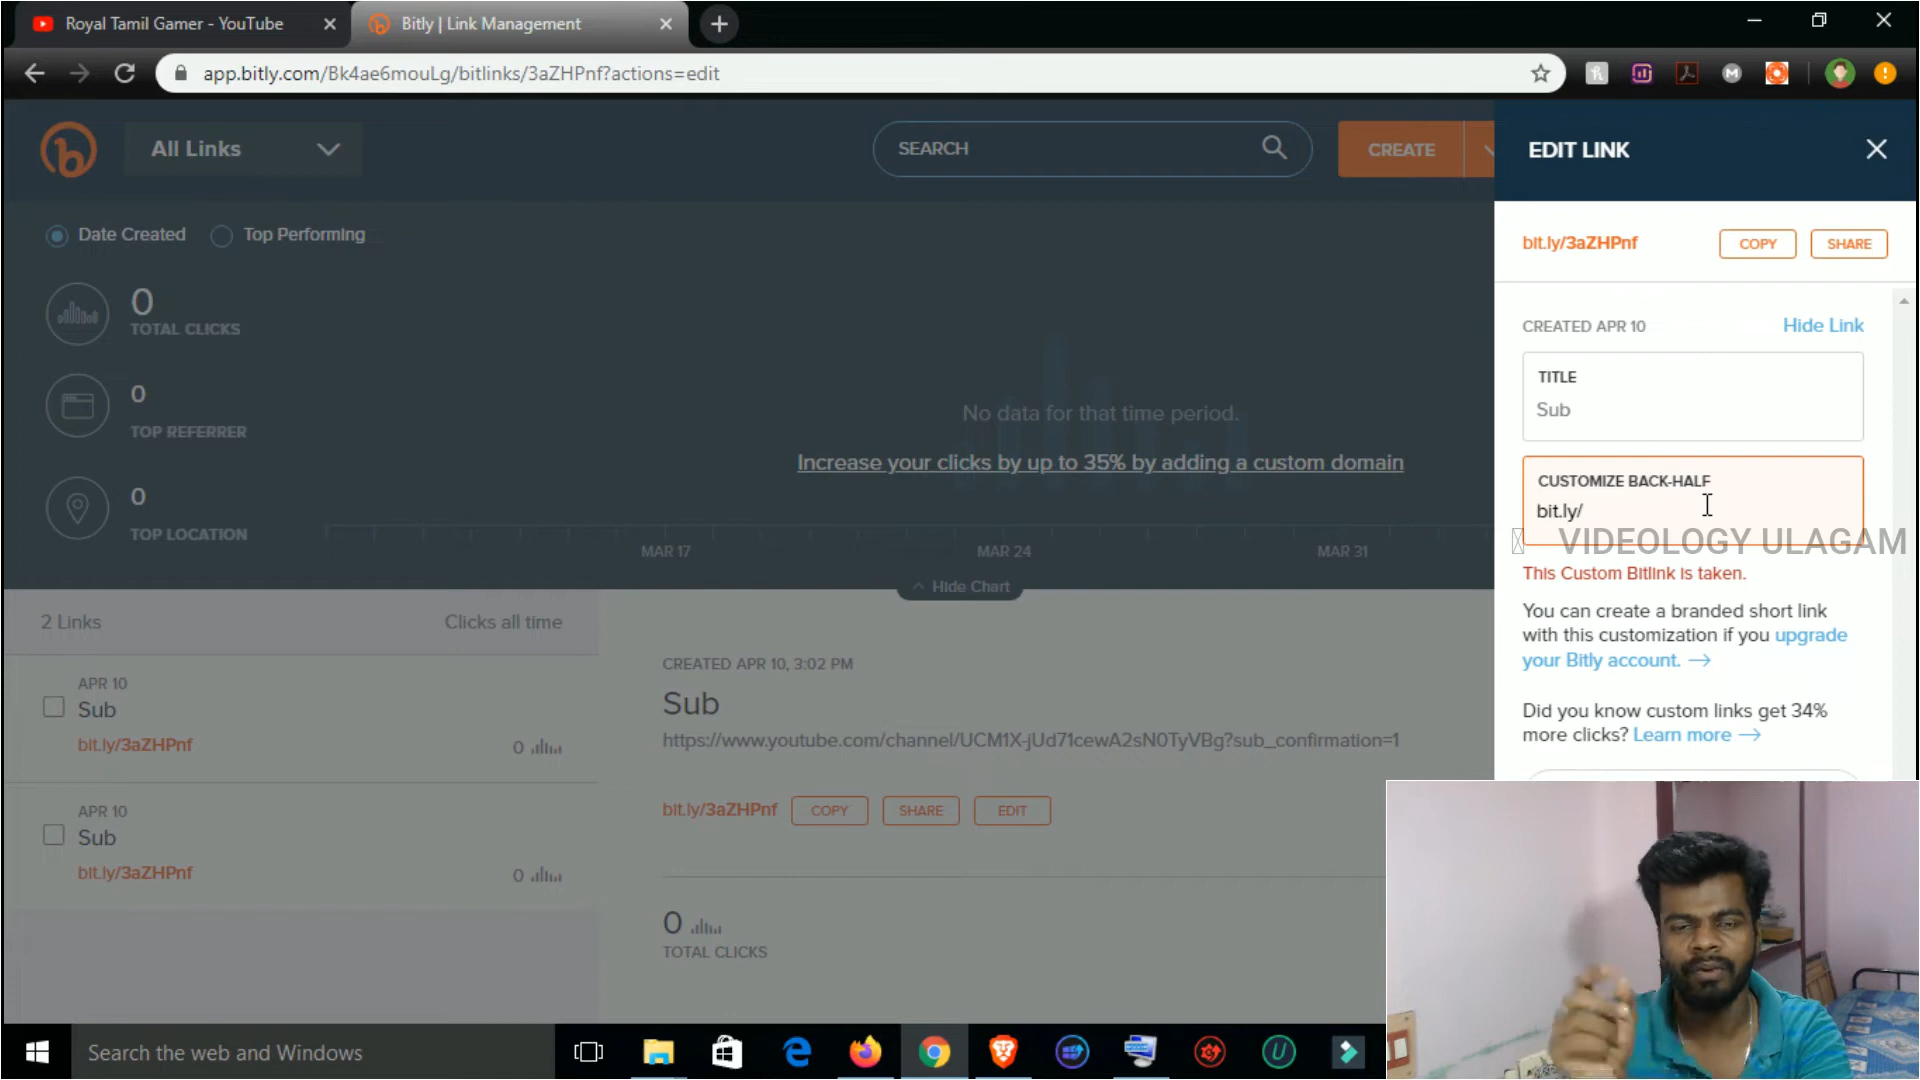 Royal Tamil Gamer - YouTube
Bitly | Link Management
app.bitly.com/Bk4ae6mouLg/bitlinks/3aZHPnf?actions=edit
All Links
SEARCH
CREATE
EDIT LINK
Date Created
Top Performing
bit.ly/3aZHPnf
COPY
SHARE
0
TOTAL CLICKS
CREATED APR 10
Hide Link
TITLE
Sub
0
TOP REFERRER
No data for that time period.
Increase your clicks by up to 35% by adding a custom domain
CUSTOMIZE BACK-HALF
bit.ly/
0
TOP LOCATION
MAR 17
MAR 24
MAR 31
VIDEOLOGY ULAGAM
This Custom Bitlink is taken.
Hide Chart
You can create a branded short link
with this customization if you upgrade
your Bitly account. →
2 Links
Clicks all time
CREATED APR 10, 3:02 PM
Sub
https://www.youtube.com/channel/UCM1X-jUd71cewA2sN0TyVBg?sub_confirmation=1
Did you know custom links get 34%
more clicks? Learn more →
APR 10
Sub
bit.ly/3aZHPnf
0
bit.ly/3aZHPnf
COPY
SHARE
EDIT
APR 10
Sub
bit.ly/3aZHPnf
0
0
TOTAL CLICKS
Search the web and Windows